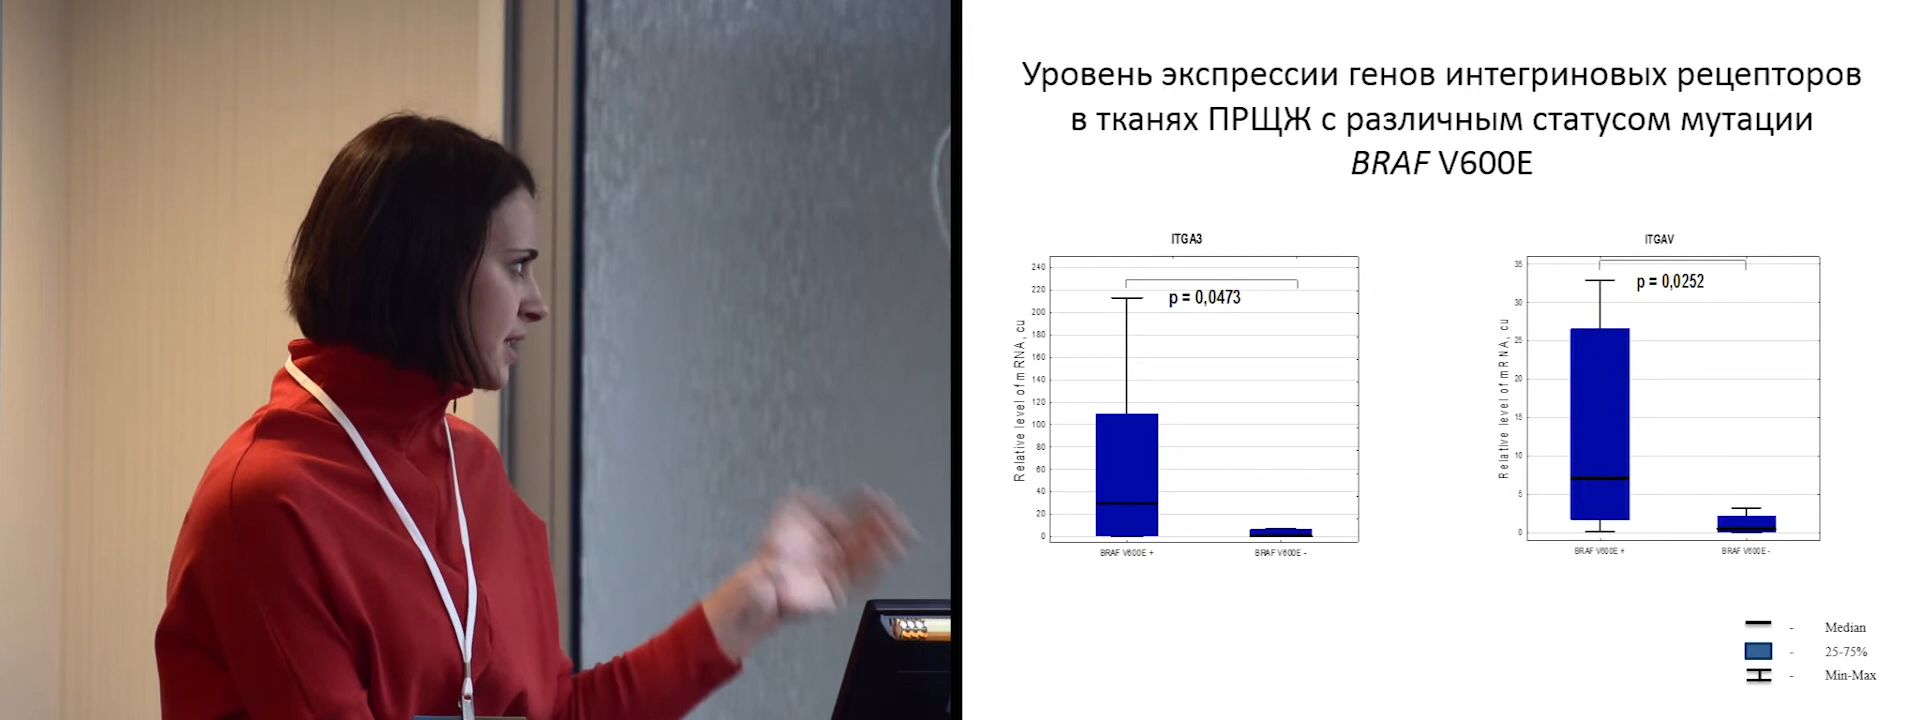 Уровень экспрессии генов интегриновых рецепторов
в тканях ПРЩЖ с различным статусом мутации
BRAF V600E
ITGA3
p = 0,0473
Relative level of mRNA, cu
240
220
200
180
160
140
120
100
80
60
40
20
0
BRAF V600E +
BRAF V600E -
ITGAV
p = 0,0252
Relative level of mRNA, cu
35
30
25
20
15
10
5
0
BRAF V600E +
BRAF V600E -
- Median
- 25-75%
- Min-Max